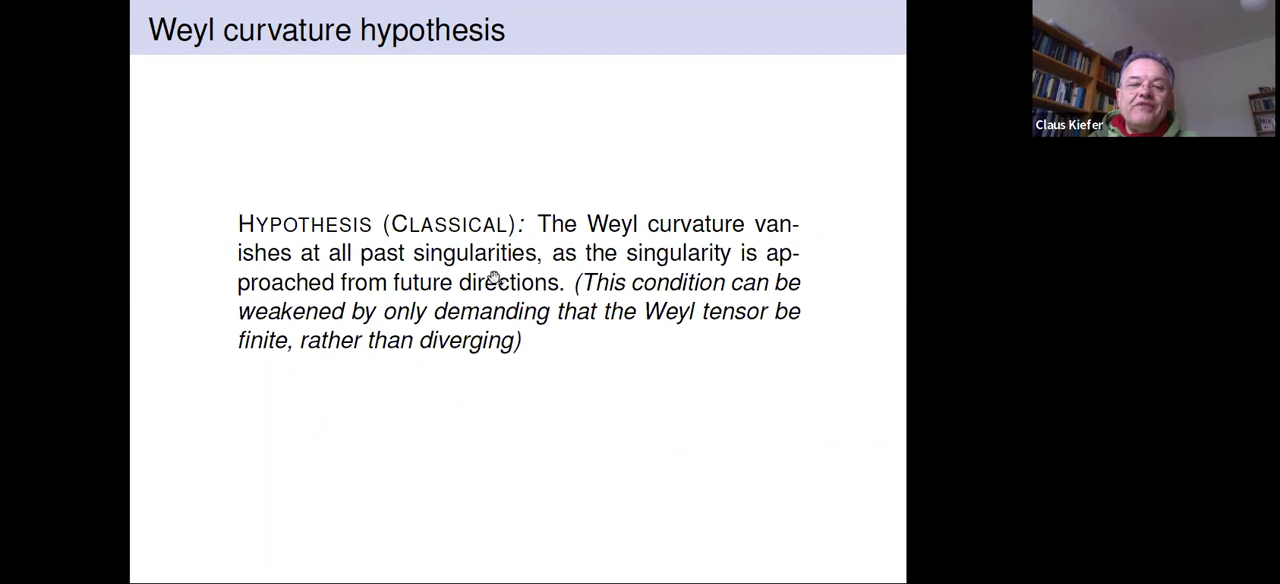 Weyl curvature hypothesis
HYPOTHESIS (CLASSICAL): The Weyl curvature van-
ishes at all past singularities, as the singularity is ap-
proached from future directions. (This condition can be
weakened by only demanding that the Weyl tensor be
finite, rather than diverging)
Claus Kiefer